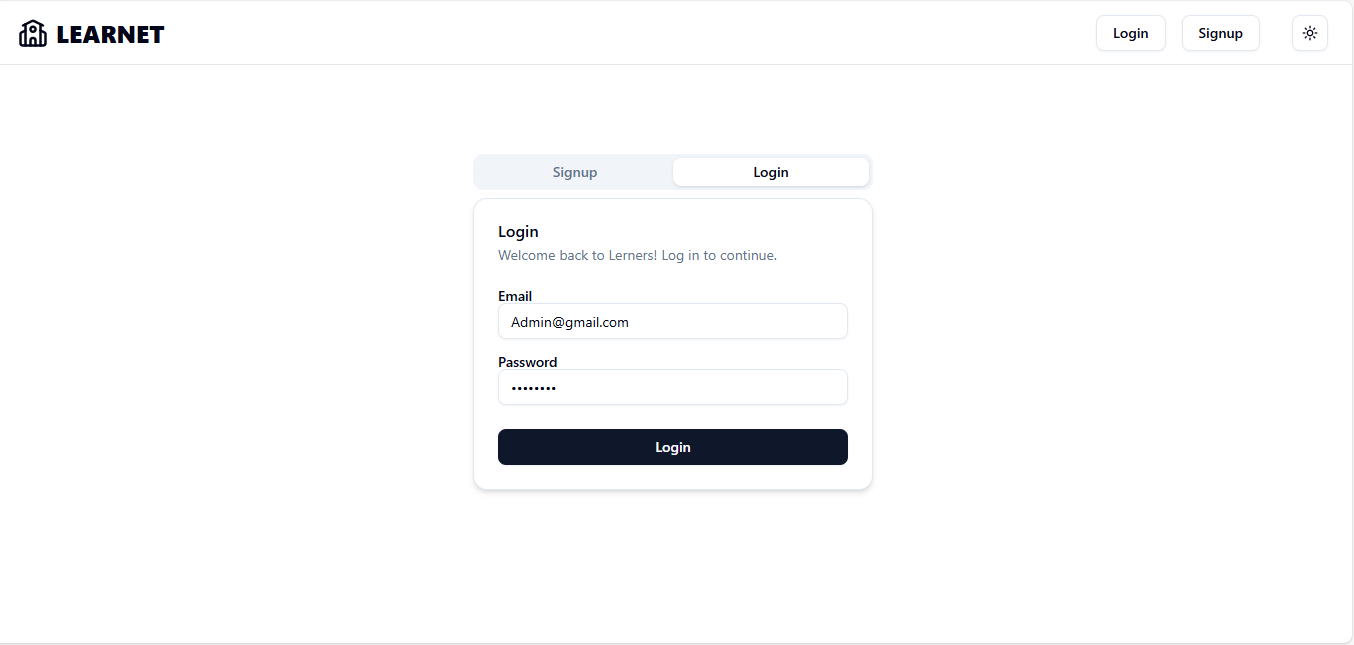 LEARNET
Login
Signup
Signup
Login
Login
Welcome back to Lerners! Log in to continue.
Email
Admin@gmail.com
Password
••••••••
Login